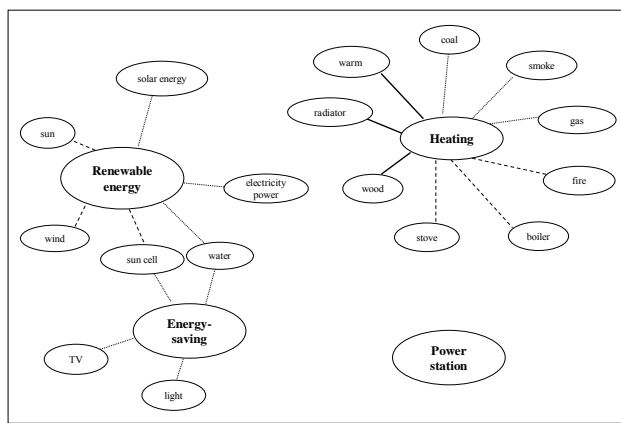 coal
warm
smoke
solar energy
radiator
gas
sun
Heating
Renewable
energy
electricity
power
wood
fire
wind
stove
boiler
sun cell
water
Energy-
saving
TV
Power
station
light